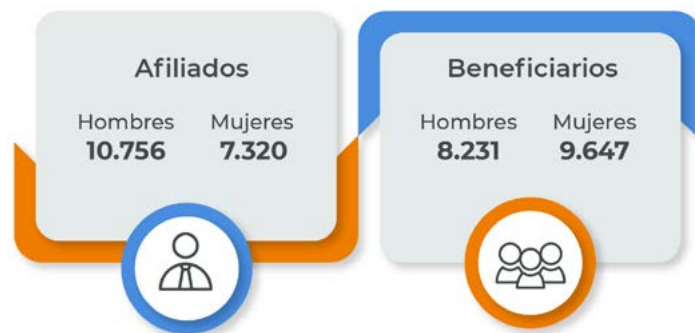 Afiliados
Hombres Mujeres
10.756 7.320
Beneficiarios
Hombres Mujeres
8.231 9.647